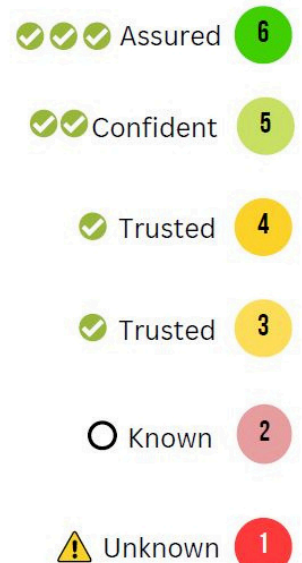 Assured 6
Confident 5
Trusted 4
Trusted 3
Known 2
Unknown 1